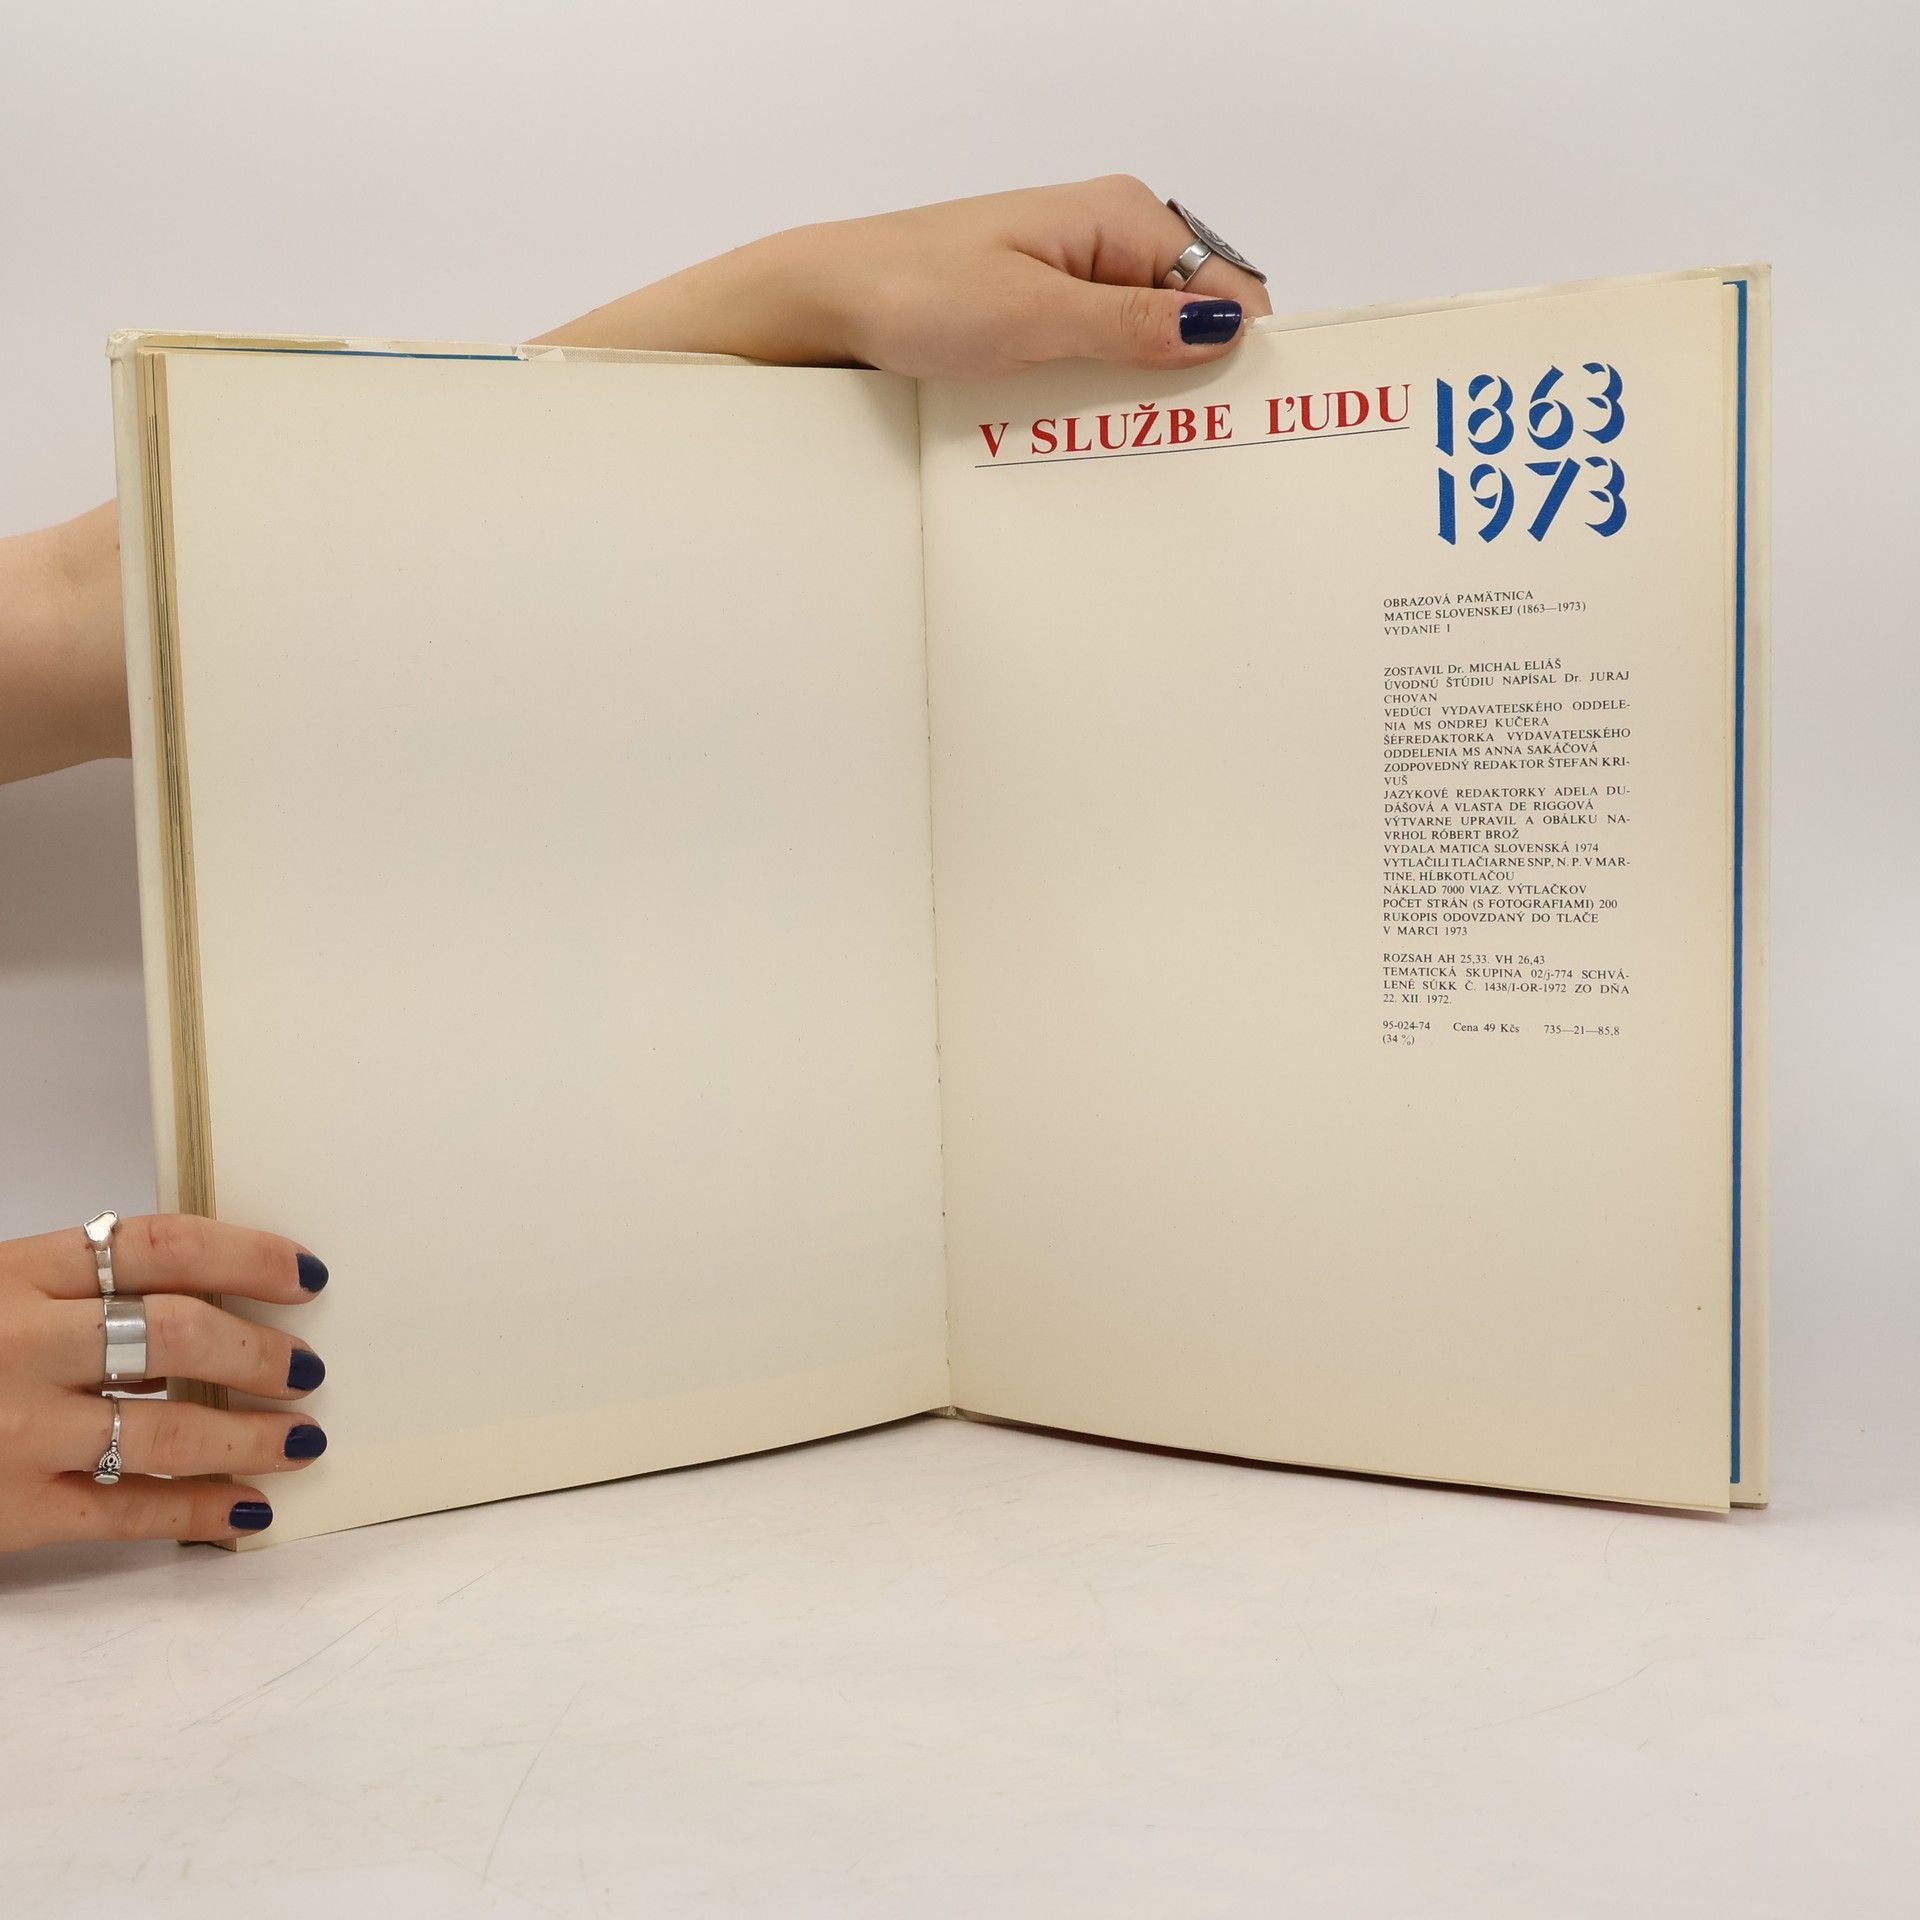 V SLUŽBE ĽUDU
1863
1973
OBRAZOVÁ PAMÄTNICA
MATICE SLOVENSKEJ (1863—1973)
VYDANIE I
ZOSTAVIL Dr. MICHAL ELIÁŠ
ÚVODNÚ ŠTÚDIU NAPÍSAL Dr. JURAJ
CHOVAN
VEDÚCI VYDAVATEĽSKÉHO ODDELE-
NIA MS ONDREJ KUČERA
ŠÉFREDAKTORKA VYDAVATEĽSKÉHO
ODDELENIA MS ANNA SAKÁČOVÁ
ZODPOVEDNÝ REDAKTOR ŠTEFAN KRI-
VUŠ
JAZYKOVÉ REDAKTORKY ADELA DU-
DÁŠOVÁ A VLASTA DE RIGGOVÁ
VÝTVARNE UPRAVIL A OBÁLKU NA-
VRHOL RÓBERT BROŽ
VYDALA MATICA SLOVENSKÁ 1974
VYTLAČILI TLAČIARNE SNP, N. P. V MAR-
TINE, HĹBKOTLAČOU
NÁKLAD 7000 VIAZ. VÝTLAČKOV
POČET STRÁN (S FOTOGRAFIAMI) 200
RUKOPIS ODOVZDANÝ DO TLAČE
V MARCI 1973
ROZSAH AH 25,33. VH 26,43
TEMATICKÁ SKUPINA 02/j-774 SCHVÁ-
LENÉ SÚKK Č. 1438/I-OR-1972 ZO DŇA
22. XII. 1972.
95-024-74 Cena 49 Kčs 735—21—85,8
(34 %)